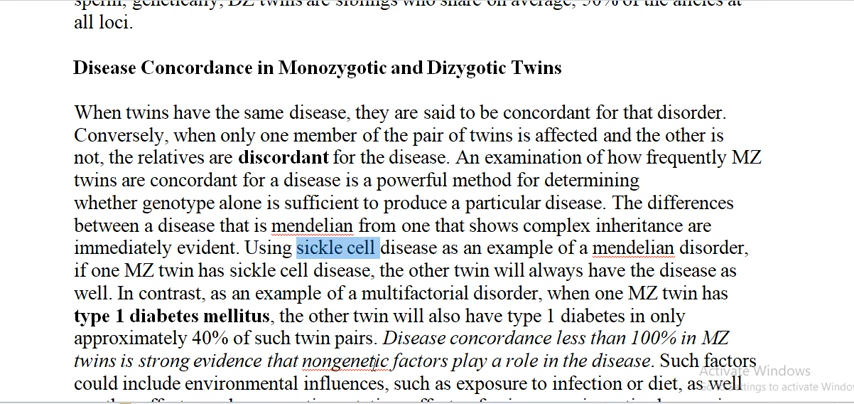 all loci.
Disease Concordance in Monozygotic and Dizygotic Twins
When twins have the same disease, they are said to be concordant for that disorder.
Conversely, when only one member of the pair of twins is affected and the other is
not, the relatives are discordant for the disease. An examination of how frequently MZ
twins are concordant for a disease is a powerful method for determining
whether genotype alone is sufficient to produce a particular disease. The differences
between a disease that is mendelian from one that shows complex inheritance are
immediately evident. Using sickle cell disease as an example of a mendelian disorder,
if one MZ twin has sickle cell disease, the other twin will always have the disease as
well. In contrast, as an example of a multifactorial disorder, when one MZ twin has
type 1 diabetes mellitus, the other twin will also have type 1 diabetes in only
approximately 40% of such twin pairs. Disease concordance less than 100% in MZ
twins is strong evidence that nongenetic factors play a role in the disease. Such factors
could include environmental influences, such as exposure to infection or diet, as well
Activate Windows
settings to activate Windo